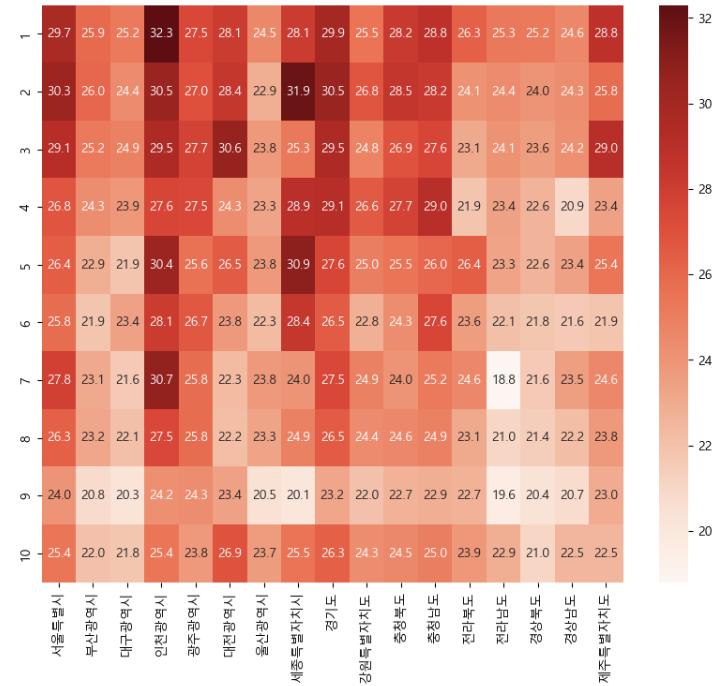 1 29.7 25.9 25.2 32.3 27.5 28.1 24.5 28.1 29.9 25.5 28.2 28.8 26.3 25.3 25.2 24.6 28.8
2 30.3 26.0 24.4 30.5 27.0 28.4 22.9 31.9 30.5 26.8 28.5 28.2 24.1 24.4 24.0 24.3 25.8
3 29.1 25.2 24.9 29.5 27.7 30.6 23.8 25.3 29.5 24.8 26.9 27.6 23.1 24.1 23.6 24.2 29.0
4 26.8 24.3 23.9 27.6 27.5 24.3 23.3 28.9 29.1 26.6 27.7 29.0 21.9 23.4 22.6 20.9 23.4
5 26.4 22.9 21.9 30.4 25.6 26.5 23.8 30.9 27.6 25.0 25.5 26.0 26.4 23.3 22.6 23.4 25.4
6 25.8 21.9 23.4 28.1 26.7 23.8 22.3 28.4 26.5 22.8 24.3 27.6 23.6 22.1 21.8 21.6 21.9
7 27.8 23.1 21.6 30.7 25.8 22.3 23.8 24.0 27.5 24.9 24.0 25.2 24.6 18.8 21.6 23.5 24.6
8 26.3 23.2 22.1 27.5 25.8 22.2 23.3 24.9 26.5 24.4 24.6 24.9 23.1 21.0 21.4 22.2 23.8
9 24.0 20.8 20.3 24.2 24.3 23.4 20.5 20.1 23.2 22.0 22.7 22.9 22.7 19.6 20.4 20.7 23.0
10 25.4 22.0 21.8 25.4 23.8 26.9 23.7 25.5 26.3 24.3 24.5 25.0 23.9 22.9 21.0 22.5 22.5
서울특별시
부산광역시
대구광역시
인천광역시
광주광역시
대전광역시
울산광역시
세종특별자치시
경기도
강원특별자치도
충청북도
충청남도
전라북도
전라남도
경상북도
경상남도
제주특별자치도
32
30
28
26
24
22
20